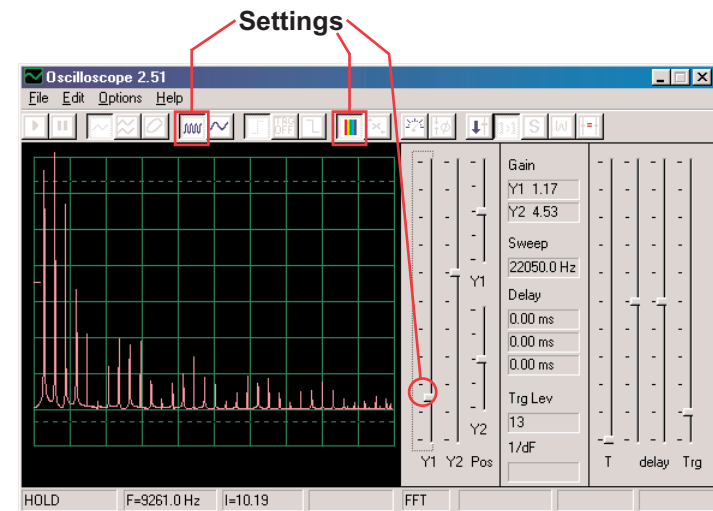 Settings
Oscilloscope 2.51
File Edit Options Help
TRG
OFF
S W
Gain
Y1 1.17
Y2 4.53
Sweep
22050.0 Hz
Delay
0.00 ms
0.00 ms
0.00 ms
Trg Lev
13
1/dF
Y1
Y2
Y1 Y2 Pos
T delay Trg
HOLD F=9261.0 Hz I=10.19 FFT